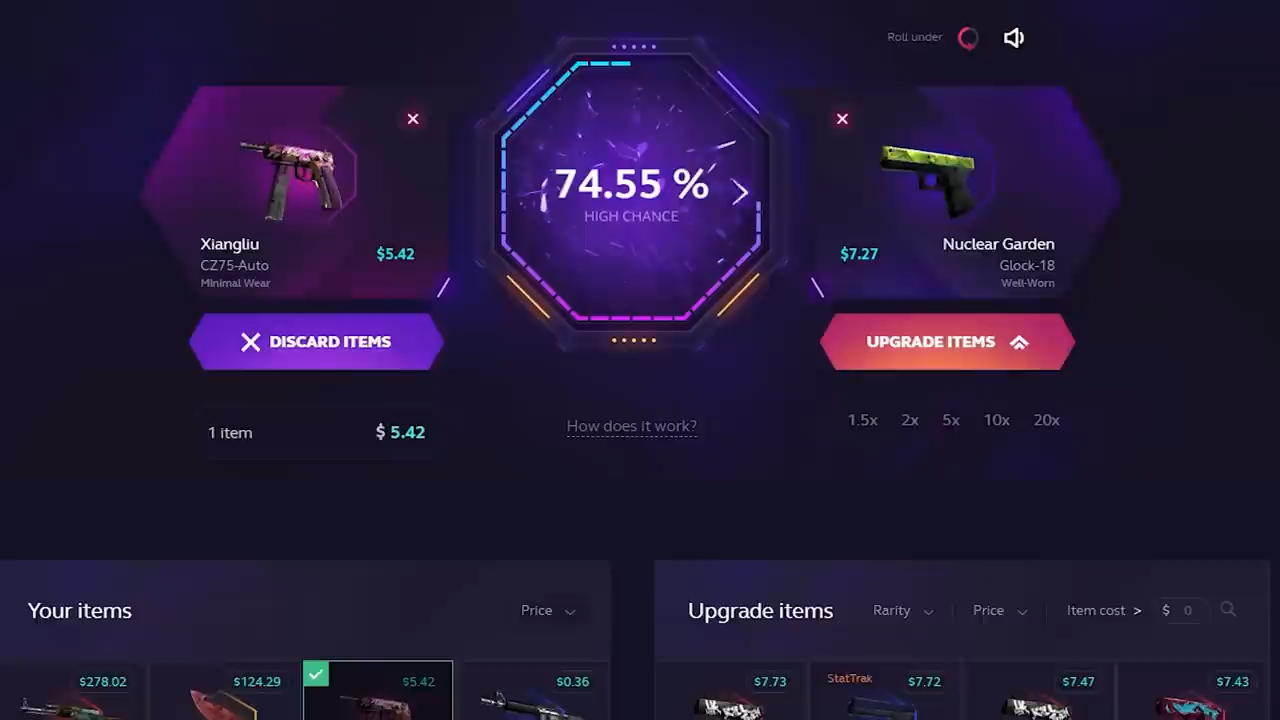 Roll under
74.55 %
HIGH CHANCE
Xiangliu
CZ75-Auto
Minimal Wear
$5.42
$7.27
Nuclear Garden
Glock-18
Well-Worn
DISCARD ITEMS
UPGRADE ITEMS
1 item
$ 5.42
How does it work?
1.5x 2x 5x 10x 20x
Your items
Price
Upgrade items
Rarity
Price
Item cost >
$ 0
$278.02
$124.29
$5.42
$0.36
$7.73
StatTrak
$7.72
$7.47
$7.43